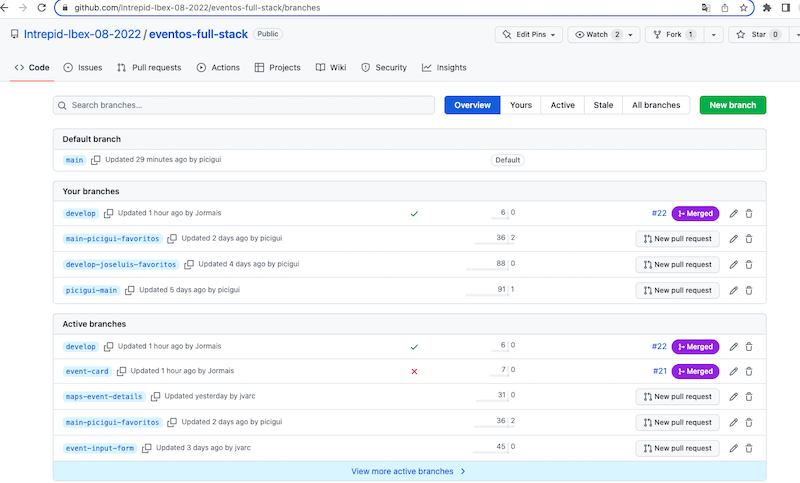 github.com/Intrepid-Ibex-08-2022/eventos-full-stack/branches
Intrepid-Ibex-08-2022 / eventos-full-stack Public
Edit Pins Watch 2 Fork 1 Star 0
Code Issues Pull requests Actions Projects Wiki Security Insights
Search branches... Overview Yours Active Stale All branches New branch
Default branch
main Updated 29 minutes ago by picigui Default
Your branches
develop Updated 1 hour ago by Jormais 6 0 #22 Merged
main-picigui-favoritos Updated 2 days ago by picigui 36 2 New pull request
develop-joseluis-favoritos Updated 4 days ago by picigui 88 0 New pull request
picigui-main Updated 5 days ago by picigui 91 1 New pull request
Active branches
develop Updated 1 hour ago by Jormais 6 0 #22 Merged
event-card Updated 1 hour ago by Jormais 7 0 #21 Merged
maps-event-details Updated yesterday by jvarc 31 0 New pull request
main-picigui-favoritos Updated 2 days ago by picigui 36 2 New pull request
event-input-form Updated 3 days ago by jvarc 45 0 New pull request
View more active branches